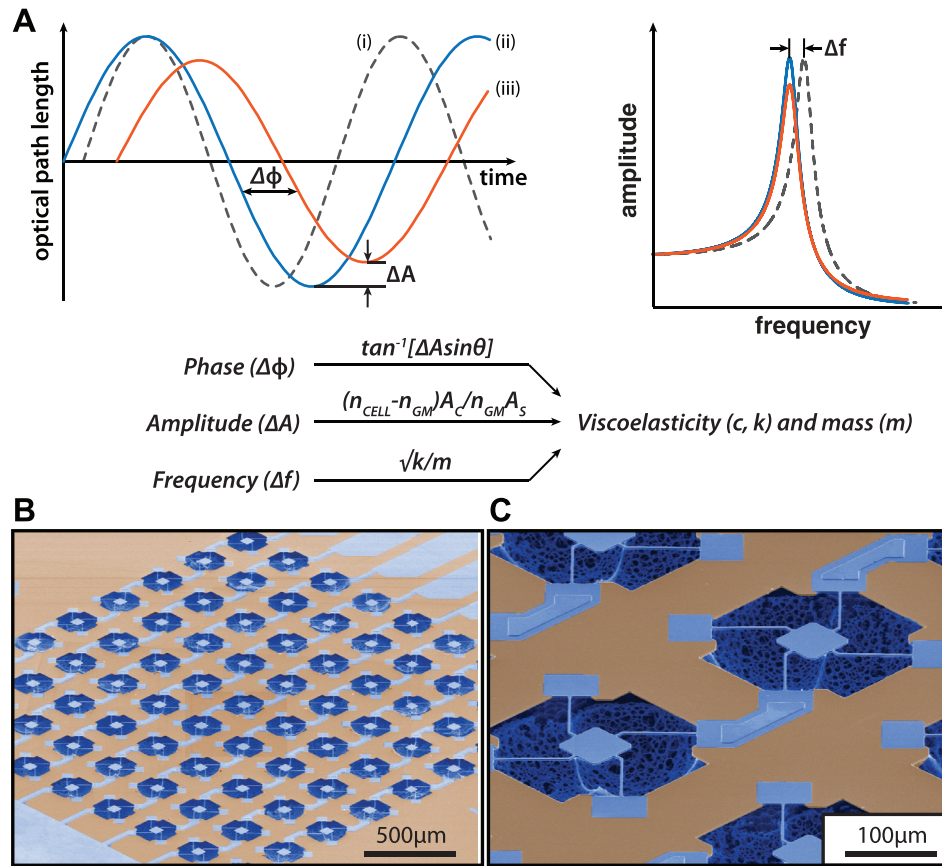 A
optical path length
(i)
(ii)
(iii)
time
Δϕ
ΔA
Δf
amplitude
frequency
Phase (Δϕ)
tan⁻¹[ΔAsinθ]
Amplitude (ΔA)
(n_CELL-n_GM)A_C/n_GMA_S
Viscoelasticity (c, k) and mass (m)
Frequency (Δf)
√k/m
B
500μm
C
100μm